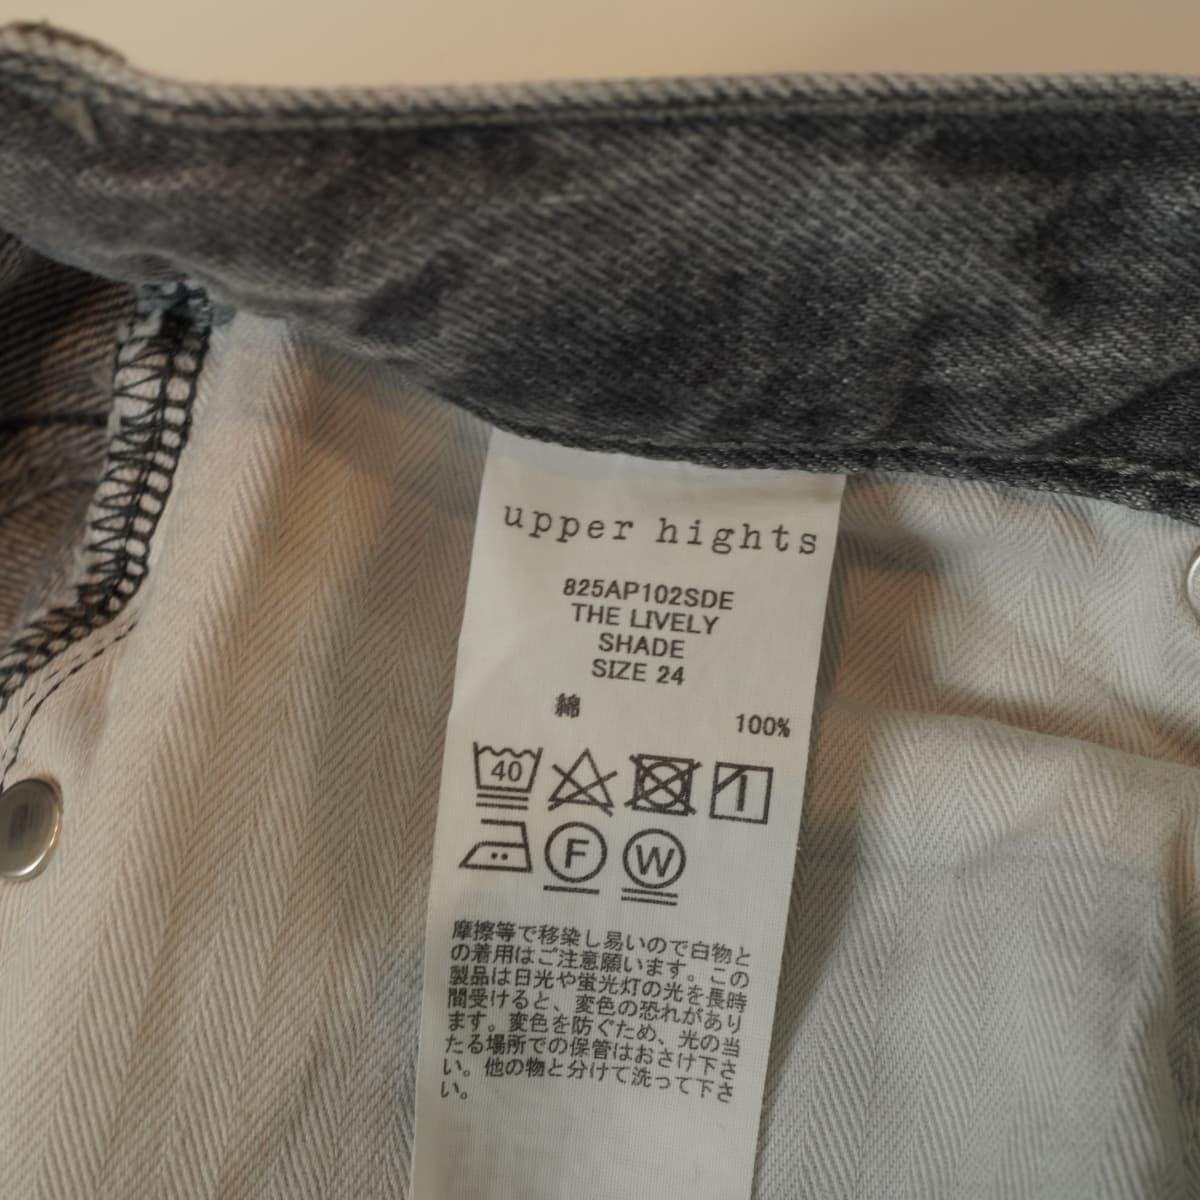 upper hights
825AP102SDE
THE LIVELY
SHADE
SIZE 24
綿 100%
40
F W
摩擦等で移染し易いので白物と
の着用はご注意願います。この
製品は日光や蛍光灯の光を長時
間受けると、変色の恐れがあり
ます。変色を防ぐため、光の当
たる場所での保管はおさけ下さ
い。他の物と分けて洗って下さ
い。